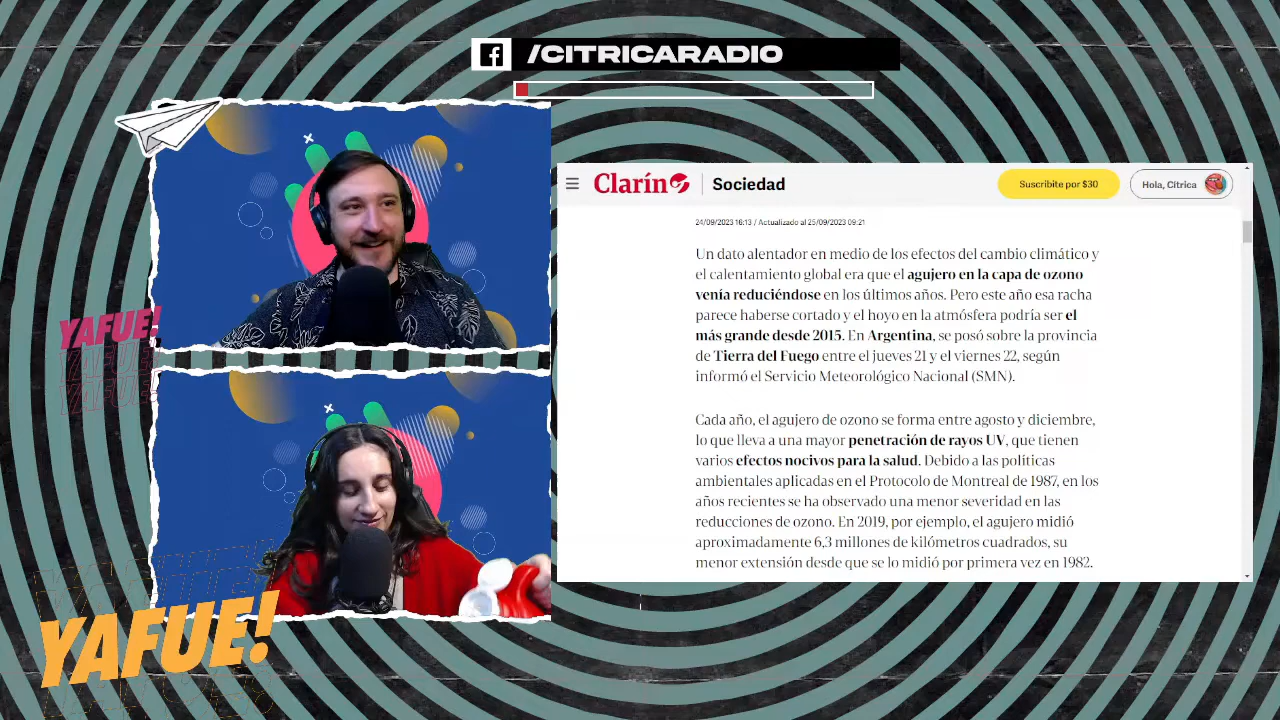 /CITRICARADIO
YAFUE!
YAFUE!
YAFUE!
YAFUE!
Clarín
Sociedad
Suscribite por $30
Hola, Cítrica
24/09/2023 16:13 / Actualizado al 25/09/2023 09:21
Un dato alentador en medio de los efectos del cambio climático y
el calentamiento global era que el agujero en la capa de ozono
venía reduciéndose en los últimos años. Pero este año esa racha
parece haberse cortado y el hoyo en la atmósfera podría ser el
más grande desde 2015. En Argentina, se posó sobre la provincia
de Tierra del Fuego entre el jueves 21 y el viernes 22, según
informó el Servicio Meteorológico Nacional (SMN).
Cada año, el agujero de ozono se forma entre agosto y diciembre,
lo que lleva a una mayor penetración de rayos UV, que tienen
varios efectos nocivos para la salud. Debido a las políticas
ambientales aplicadas en el Protocolo de Montreal de 1987, en los
años recientes se ha observado una menor severidad en las
reducciones de ozono. En 2019, por ejemplo, el agujero midió
aproximadamente 6,3 millones de kilómetros cuadrados, su
menor extensión desde que se lo midió por primera vez en 1982.